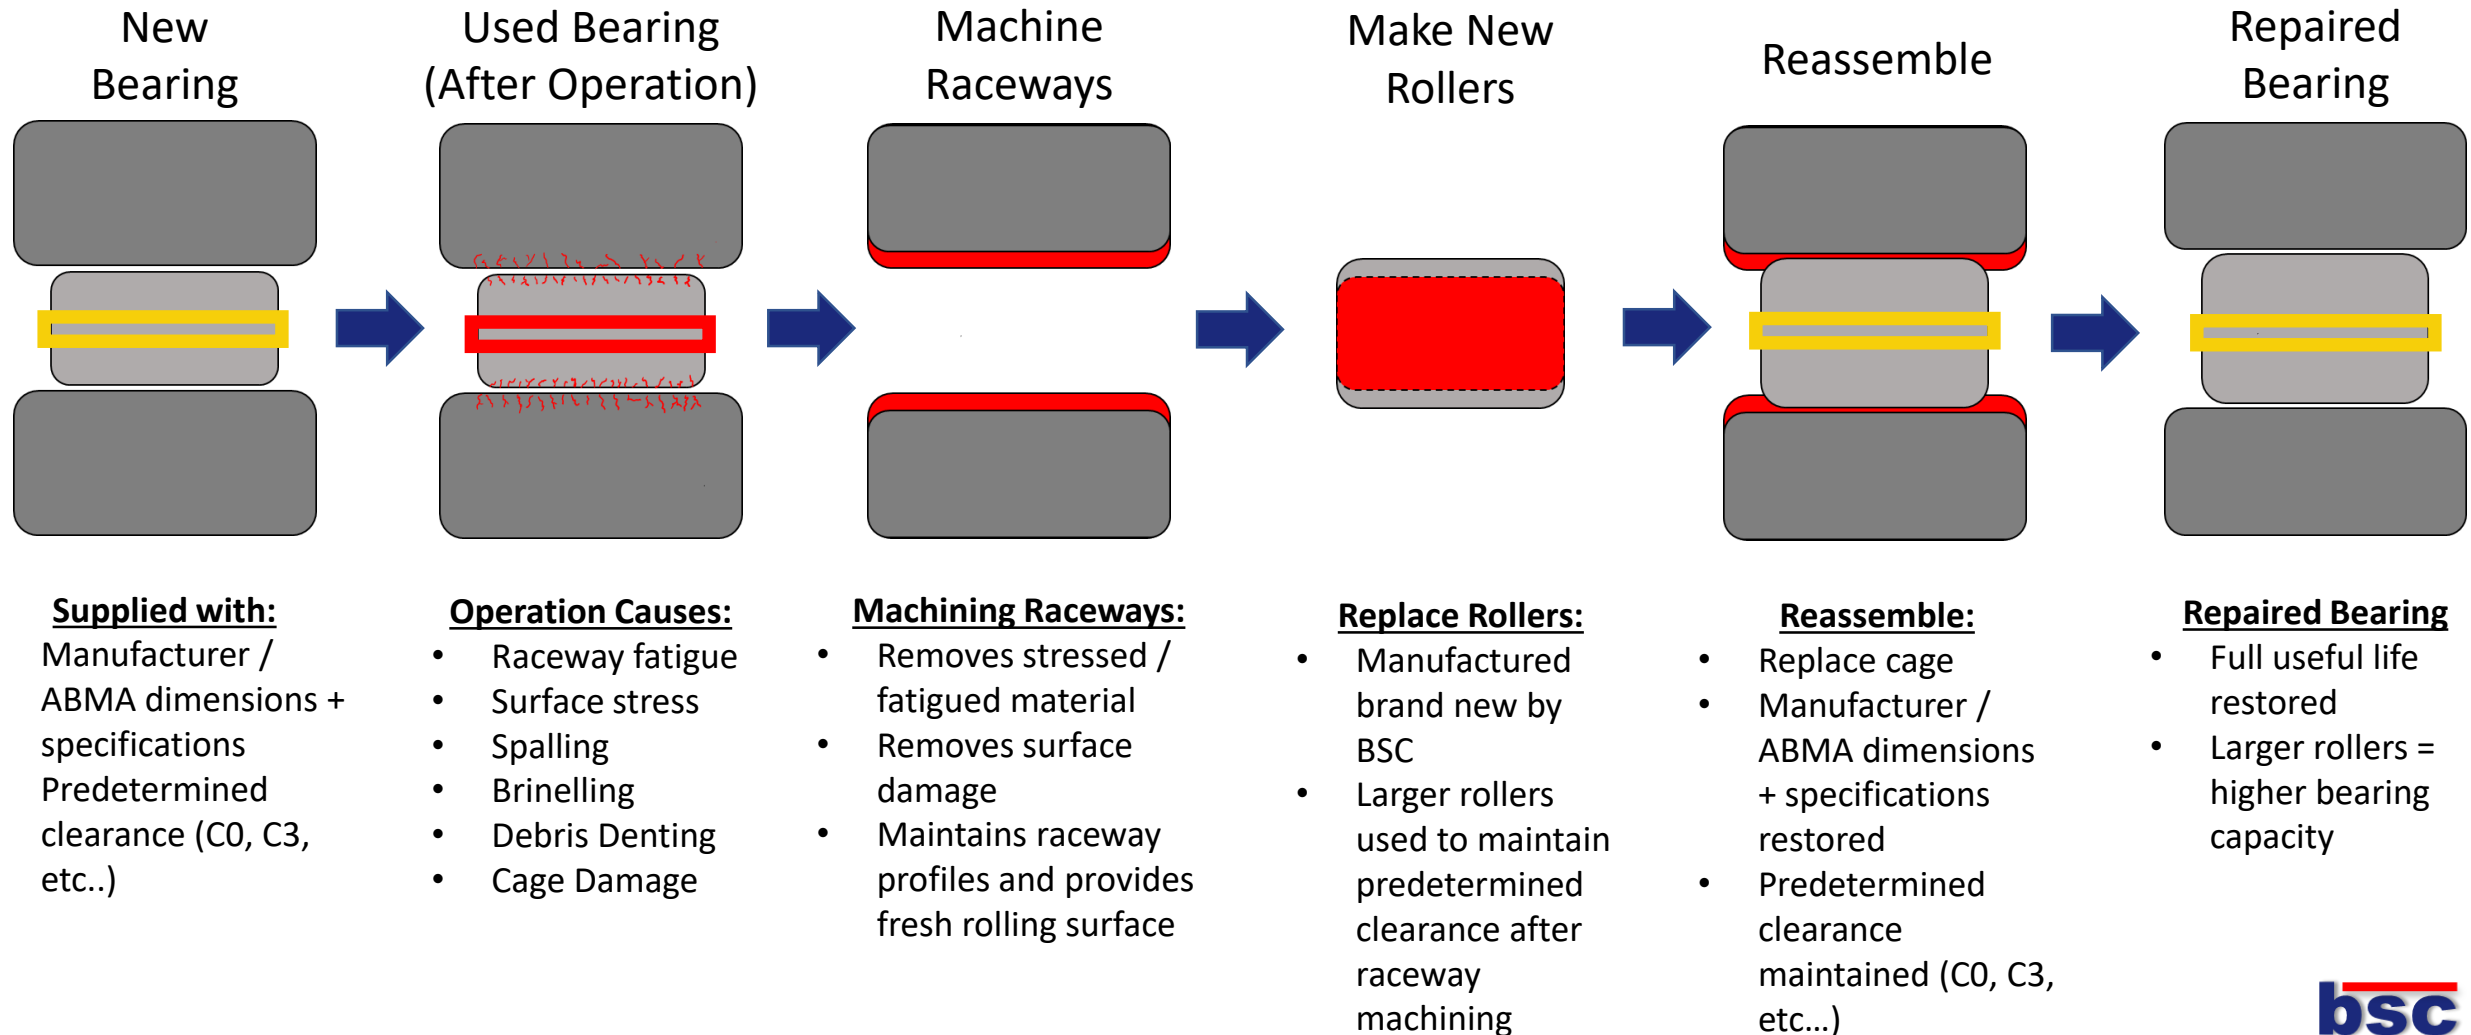 New
Bearing
Used Bearing
(After Operation)
Machine
Raceways
Make New
Rollers
Reassemble
Repaired
Bearing
Supplied with:
Manufacturer /
ABMA dimensions +
specifications
Predetermined
clearance (C0, C3,
etc..)
Operation Causes:
• Raceway fatigue
• Surface stress
• Spalling
• Brinelling
• Debris Denting
• Cage Damage
Machining Raceways:
• Removes stressed /
fatigued material
• Removes surface
damage
• Maintains raceway
profiles and provides
fresh rolling surface
Replace Rollers:
• Manufactured
brand new by
BSC
• Larger rollers
used to maintain
predetermined
clearance after
raceway
machining
Reassemble:
• Replace cage
• Manufacturer /
ABMA dimensions
+ specifications
restored
• Predetermined
clearance
maintained (C0, C3,
etc...)
Repaired Bearing
• Full useful life
restored
• Larger rollers =
higher bearing
capacity
bsc